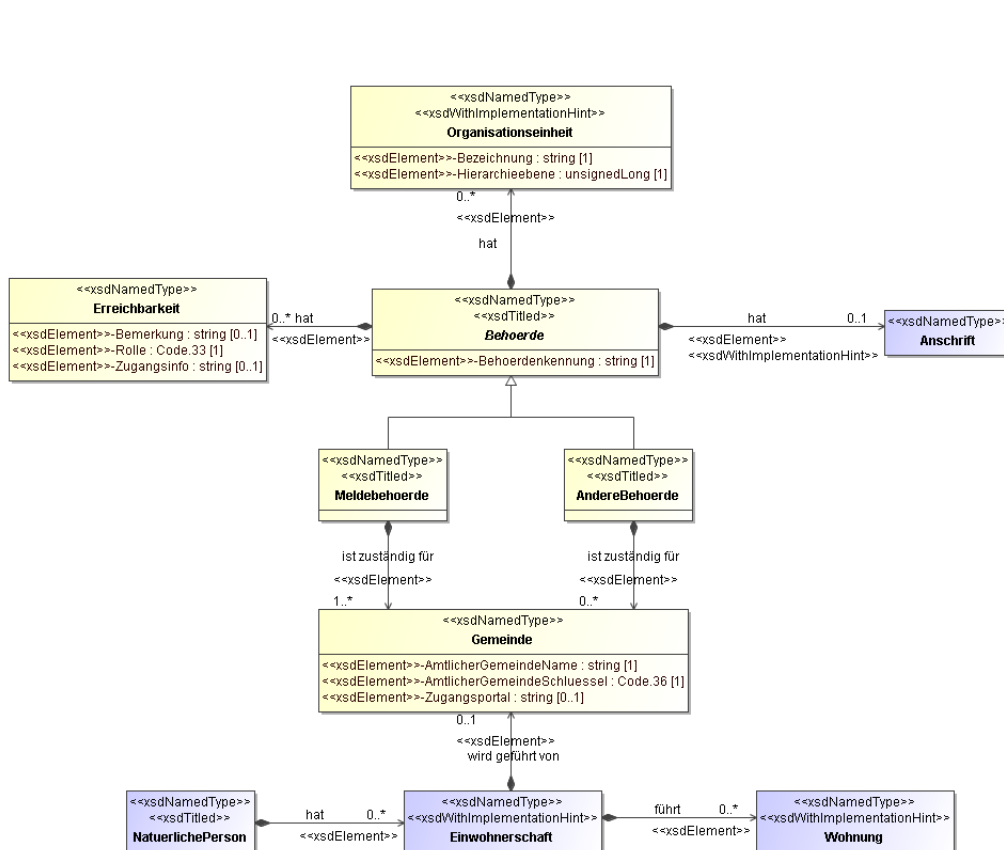 <<xsdNamedType>>
<<xsdWithImplementationHint>>
Organisationseinheit
<<xsdElement>>-Bezeichnung : string [1]
<<xsdElement>>-Hierarchieebene : unsignedLong [1]
0..*
<<xsdElement>>
hat
<<xsdNamedType>>
Erreichbarkeit
<<xsdElement>>-Bemerkung : string [0..1]
<<xsdElement>>-Rolle : Code.33 [1]
<<xsdElement>>-Zugangsinfo : string [0..1]
0..* hat
<<xsdElement>>
<<xsdNamedType>>
<<xsdTitled>>
Behoerde
<<xsdElement>>-Behoerdenkennung : string [1]
hat 0..1
<<xsdElement>>
<<xsdWithImplementationHint>>
<<xsdNamedType>>
Anschrift
<<xsdNamedType>>
<<xsdTitled>>
Meldebehoerde
<<xsdNamedType>>
<<xsdTitled>>
AndereBehoerde
ist zuständig für
<<xsdElement>>
1..*
ist zuständig für
<<xsdElement>>
0..*
<<xsdNamedType>>
Gemeinde
<<xsdElement>>-AmtlicherGemeindeName : string [1]
<<xsdElement>>-AmtlicherGemeindeSchluessel : Code.36 [1]
<<xsdElement>>-Zugangsportal : string [0..1]
0..1
<<xsdElement>>
wird geführt von
<<xsdNamedType>>
<<xsdTitled>>
NatuerlichePerson
hat 0..*
<<xsdElement>>
<<xsdNamedType>>
<<xsdWithImplementationHint>>
Einwohnerschaft
führt 0..*
<<xsdElement>>
<<xsdNamedType>>
<<xsdWithImplementationHint>>
Wohnung